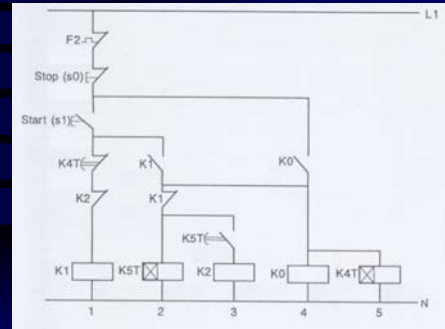 L1
F2
Stop (s0)
Start (s1)
K4T K1 K0
K2 K1
K5T
K1 K5T K2 K0 K4T
N
1 2 3 4 5